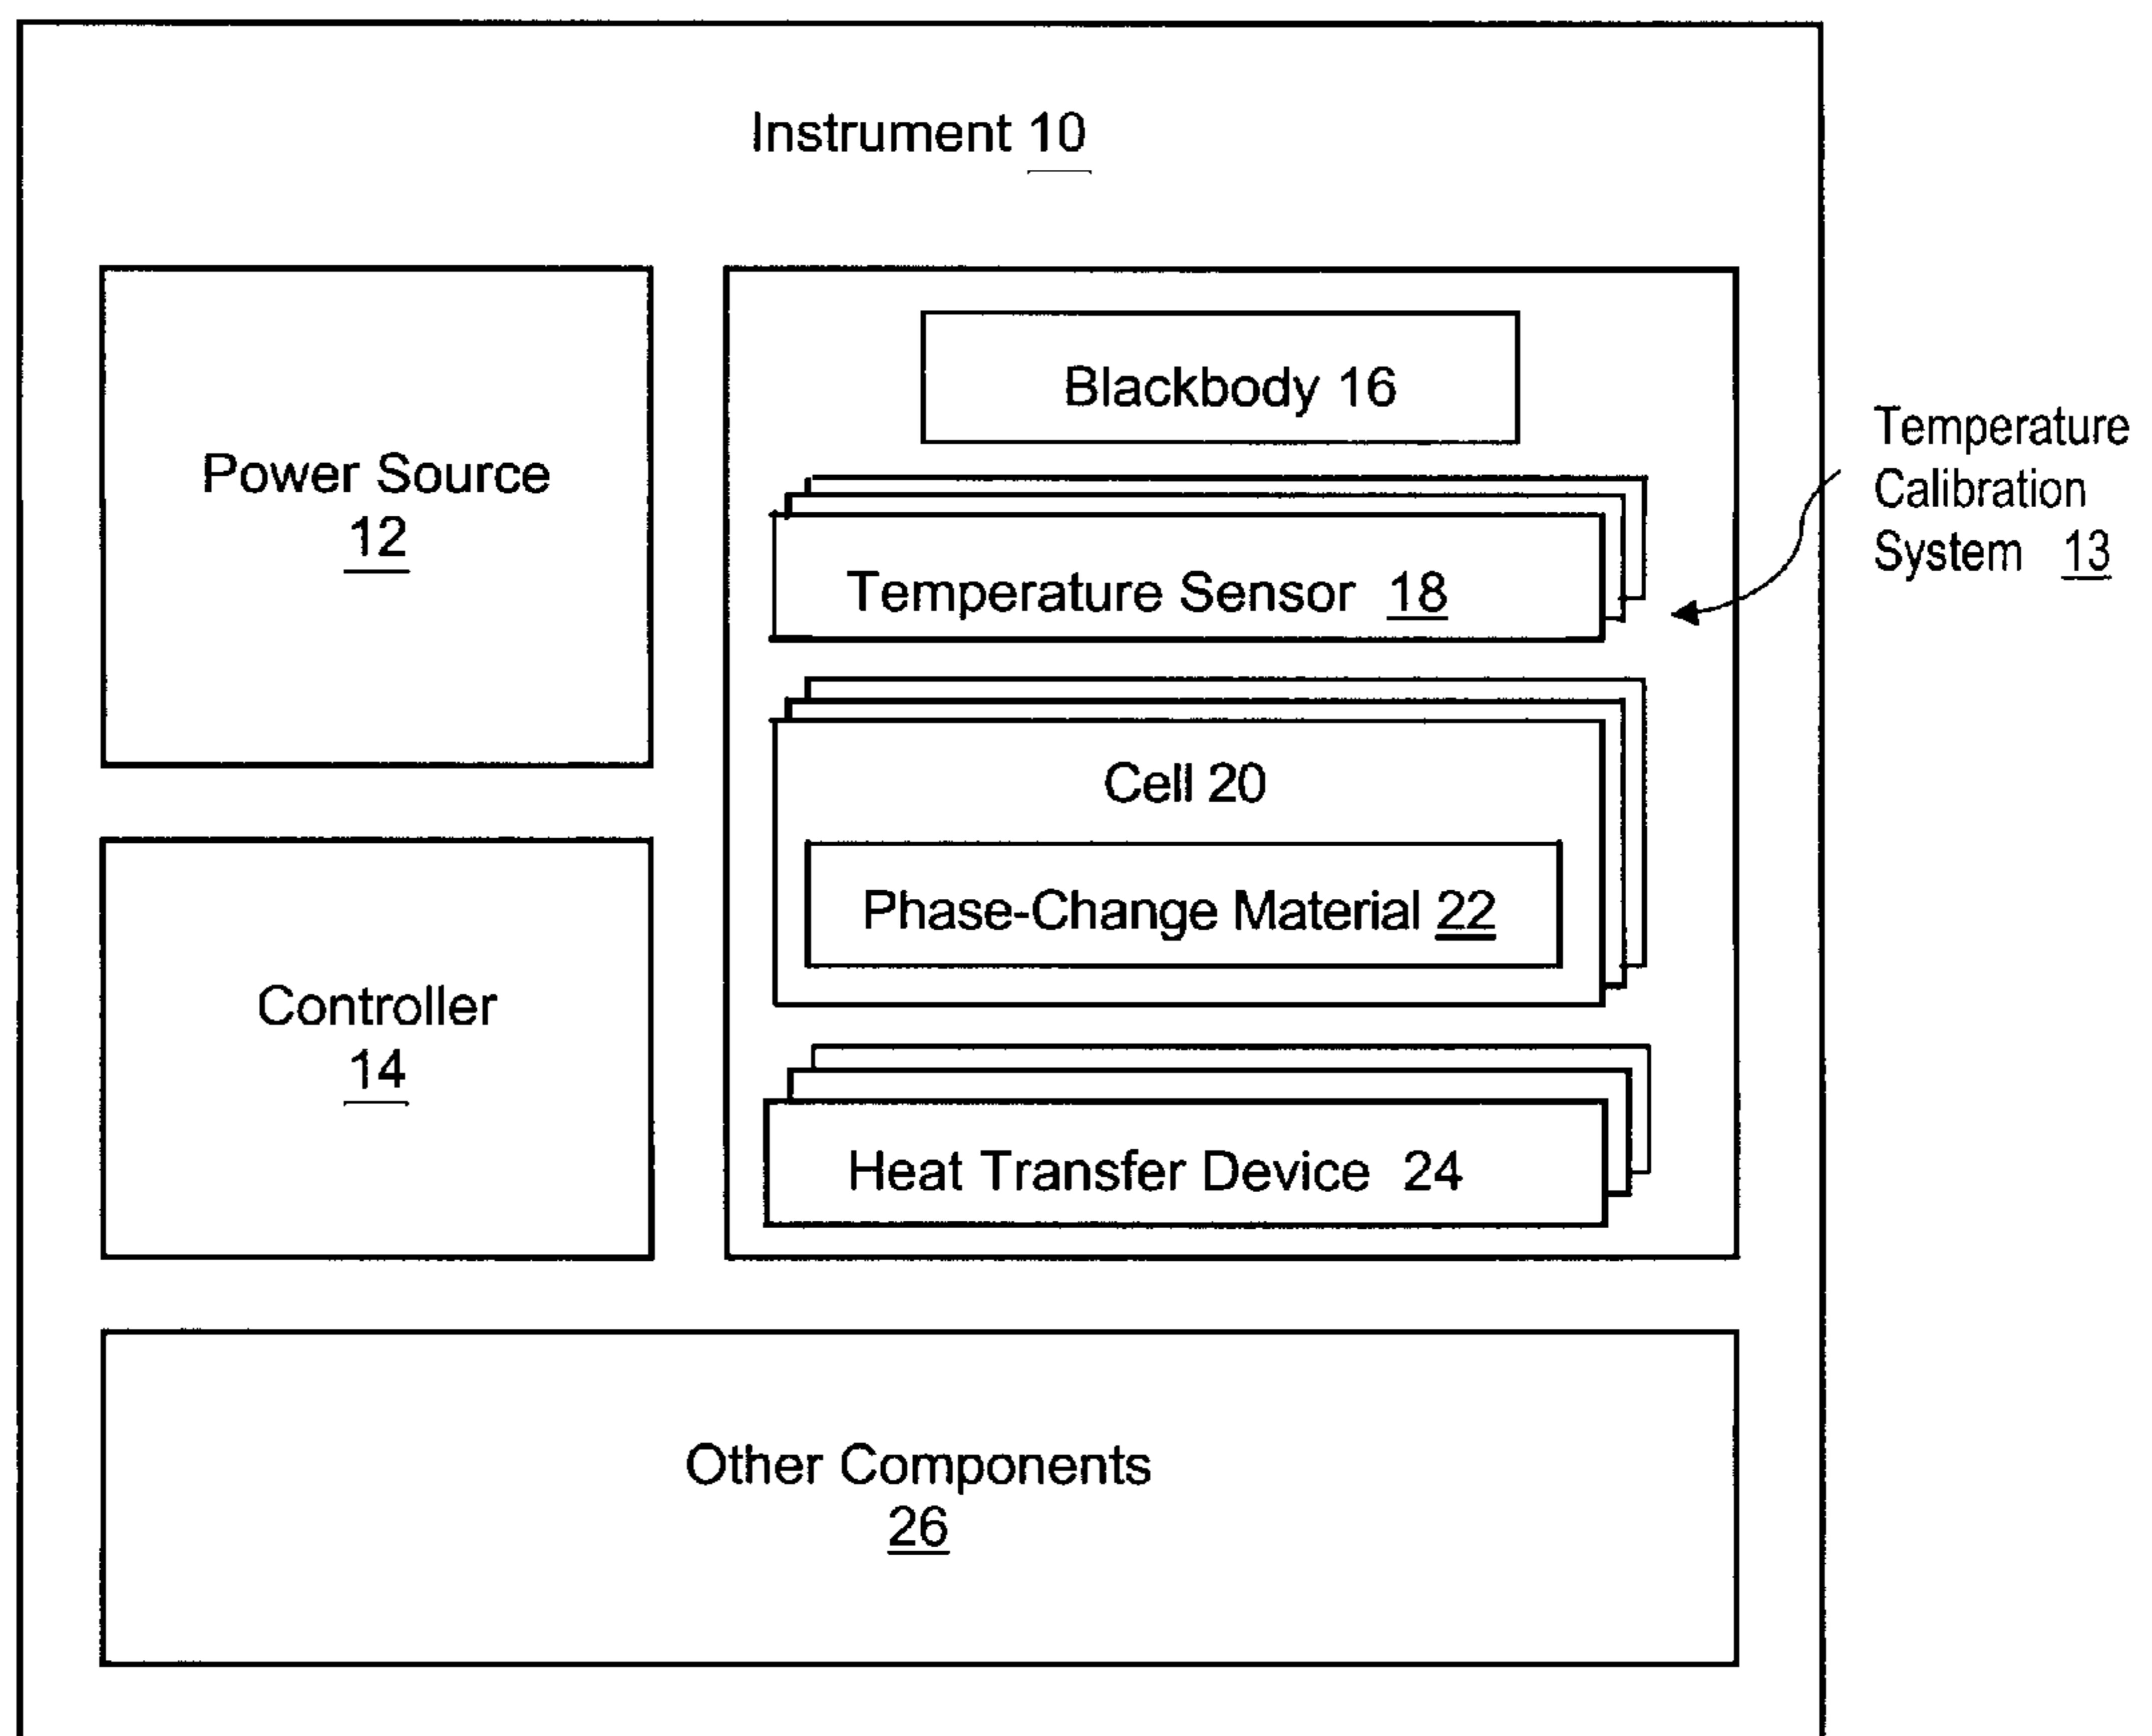 Instrument 10
Power Source
12
Blackbody 16
Temperature
Calibration
System 13
Temperature Sensor 18
Cell 20
Phase-Change Material 22
Controller
14
Heat Transfer Device 24
Other Components
26